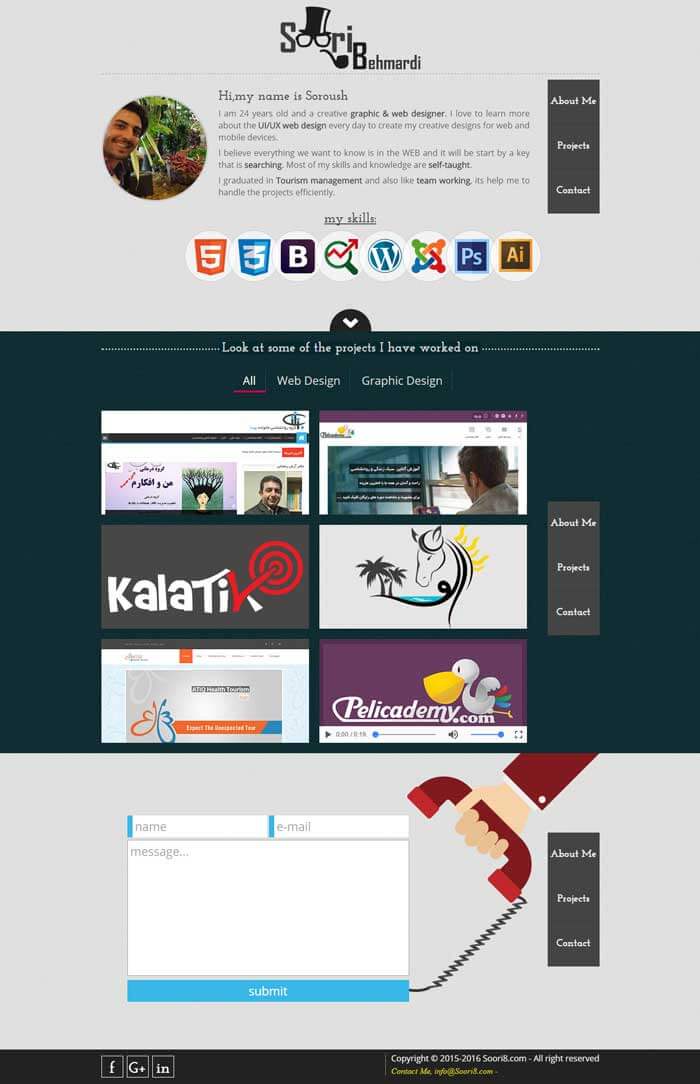 Soori
Behmardi
Hi,my name is Soroush
I am 24 years old and a creative graphic & web designer. I love to learn more
about the UI/UX web design every day to create my creative designs for web and
mobile devices.
I believe everything we want to know is in the WEB and it will be start by a key
that is searching. Most of my skills and knowledge are self-taught.
I graduated in Tourism management and also like team working, its help me to
handle the projects efficiently.
About Me
Projects
Contact
my skills:
5
3
B
W
Ps
Ai
Look at some of the projects I have worked on
All
Web Design
Graphic Design
گروه درمانی
من و افکارم
Kalatik
ATIQ Health Tourism
Expect The Unexpected Tour
Pelicademy.com
0:00 / 0:19
About Me
Projects
Contact
name
e-mail
message...
submit
About Me
Projects
Contact
f
G+
in
Copyright © 2015-2016 Soori8.com - All right reserved
Contact Me, info@Soori8.com -